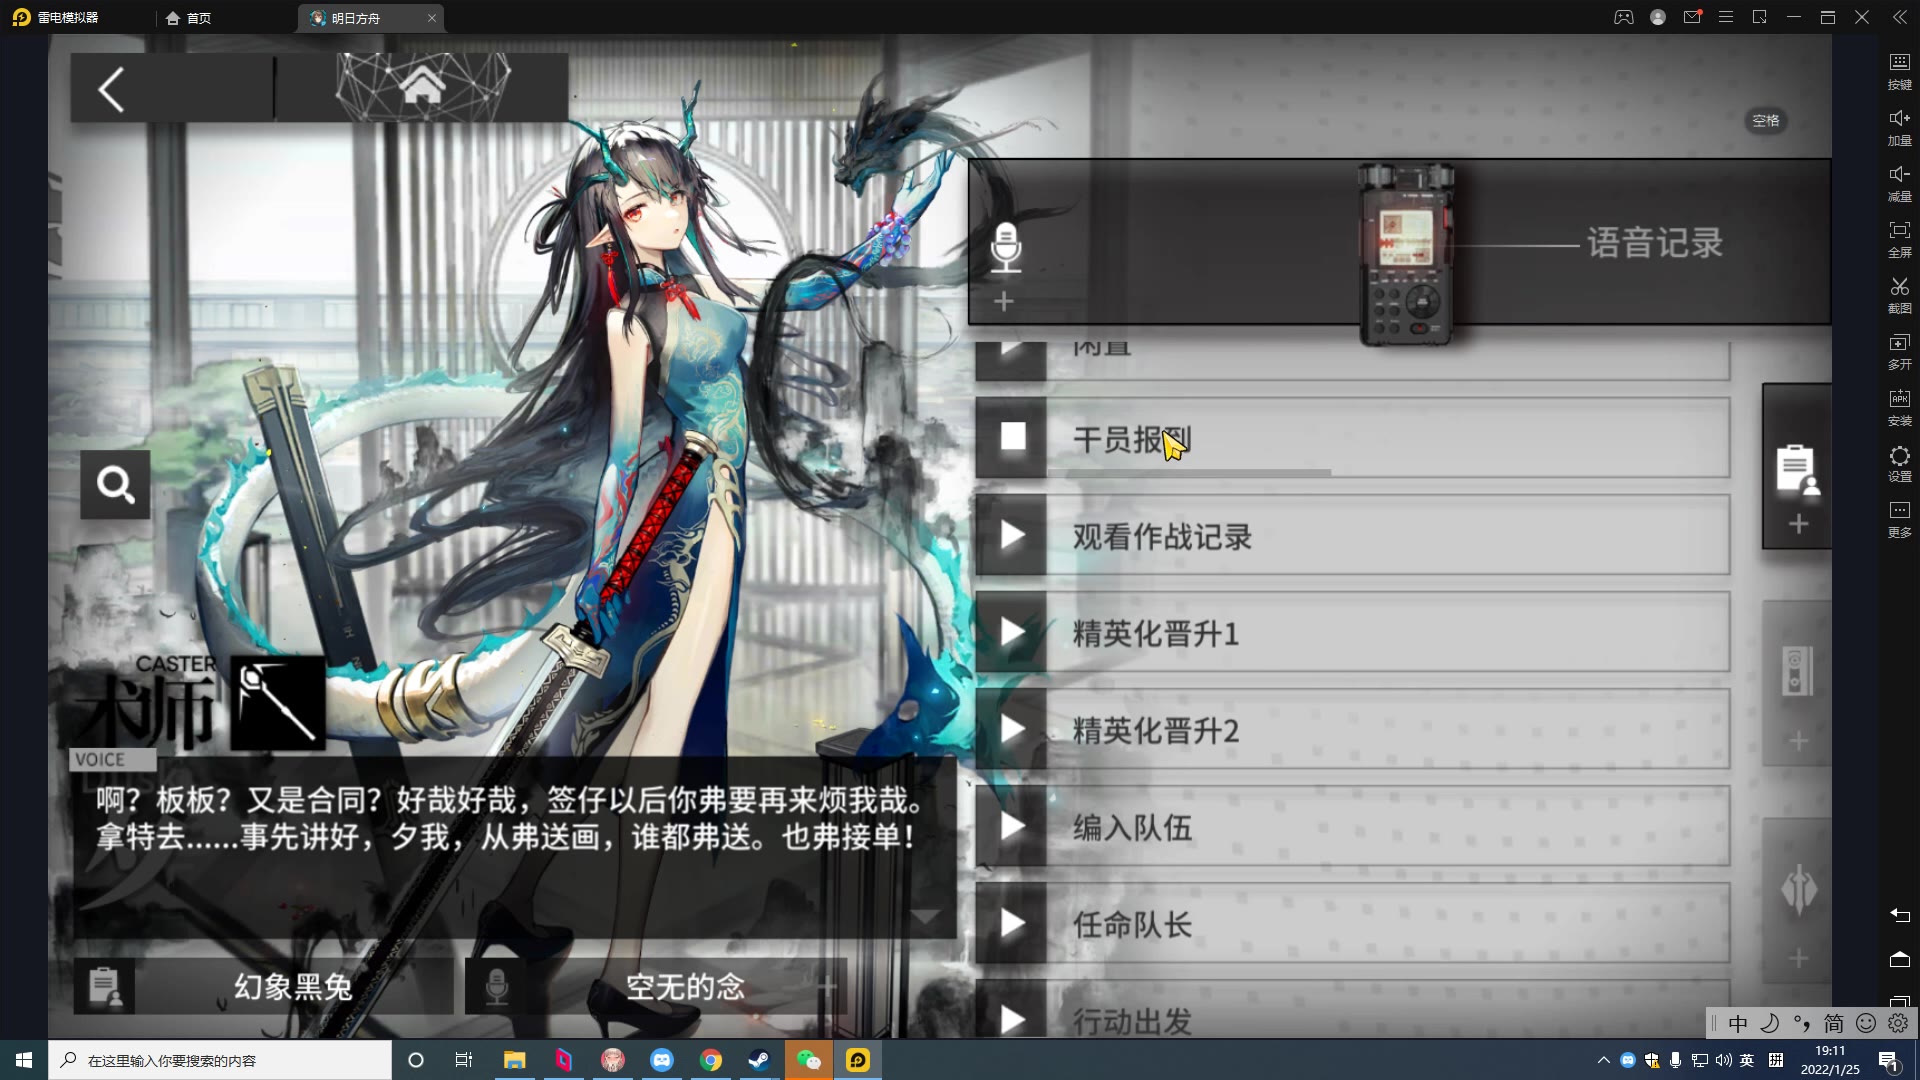 雷电模拟器
首页
明日方舟
空格
语音记录
闲置
干员报到
观看作战记录
精英化晋升1
精英化晋升2
编入队伍
任命队长
行动出发
CASTER
术师
VOICE
啊？板板？又是合同？好哉好哉，签仔以后你弗要再来烦我哉。
拿特去……事先讲好，夕我，从弗送画，谁都弗送。也弗接单！
幻象黑兔
空无的念
按键
加量
减量
全屏
截图
多开
APK
安装
设置
更多
中
简
在这里输入你要搜索的内容
英
拼
19:11
2022/1/25
1